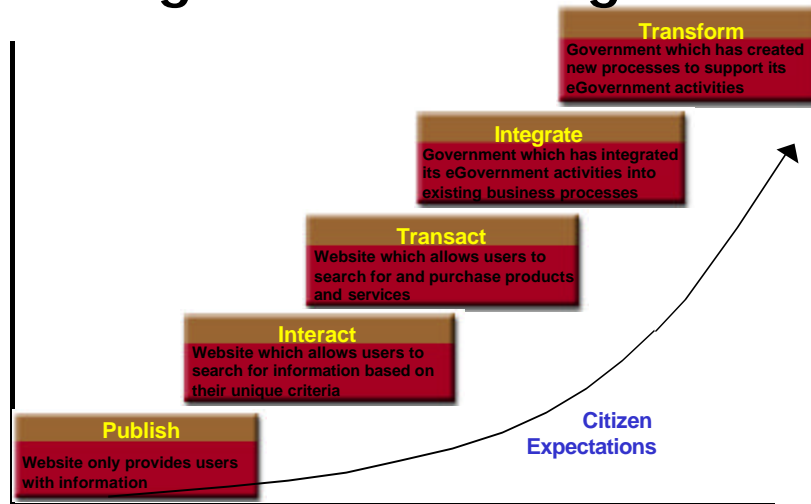 Transform
Government which has created
new processes to support its
eGovernment activities
Integrate
Government which has integrated
its eGovernment activities into
existing business processes
Transact
Website which allows users to
search for and purchase products
and services
Interact
Website which allows users to
search for information based on
their unique criteria
Publish
Website only provides users
with information
Citizen
Expectations